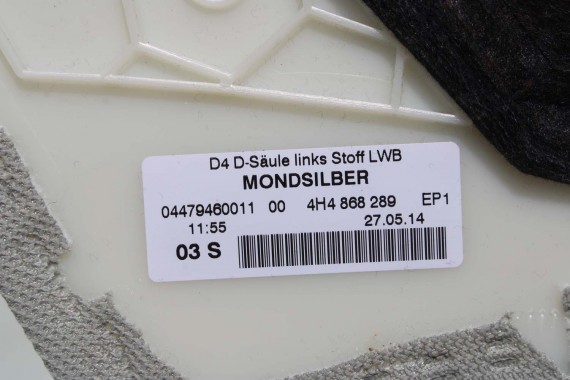 D4 D-Säule links Stoff LWB
MONDSILBER
04479460011 00 4H4 868 289 EP1
11:55 27.05.14
03 S